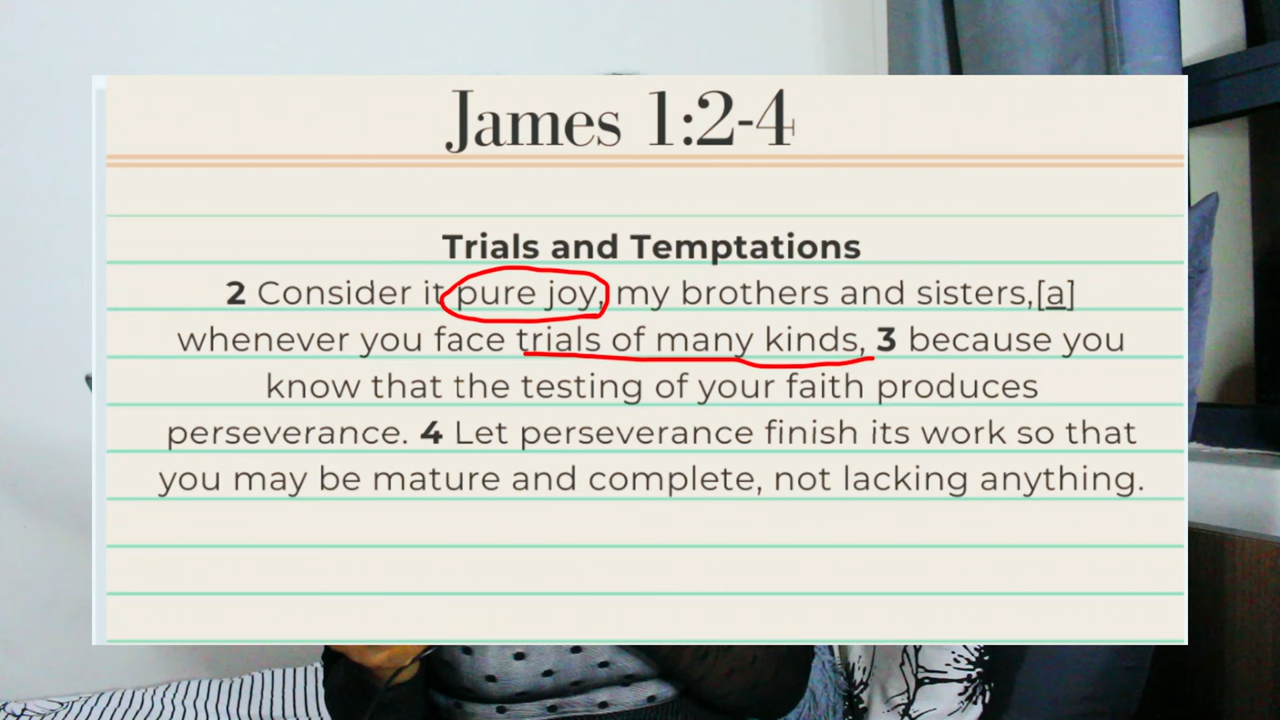 James 1:2-4
Trials and Temptations
2 Consider it pure joy, my brothers and sisters,[a]
whenever you face trials of many kinds, 3 because you
know that the testing of your faith produces
perseverance. 4 Let perseverance finish its work so that
you may be mature and complete, not lacking anything.